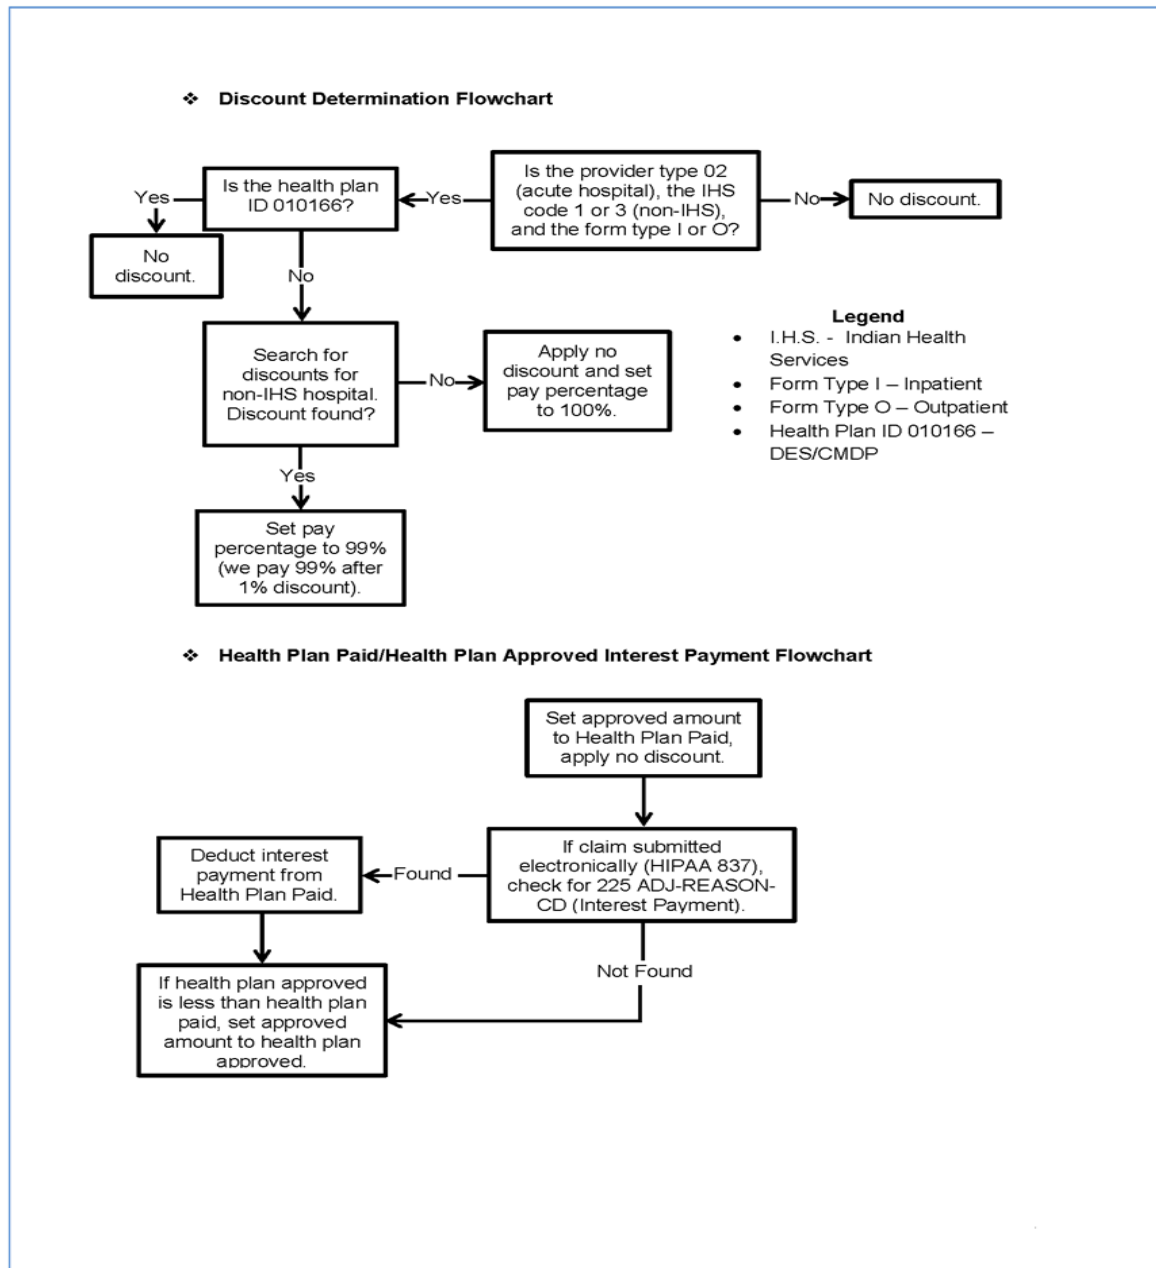 ❖ Discount Determination Flowchart
Is the provider type 02
(acute hospital), the IHS
code 1 or 3 (non-IHS),
and the form type I or O?
No
No discount.
Yes
Is the health plan
ID 010166?
Yes
No
discount.
No
Search for
discounts for
non-IHS hospital.
Discount found?
No
Apply no
discount and set
pay percentage
to 100%.
Yes
Set pay
percentage to 99%
(we pay 99% after
1% discount).
Legend
• I.H.S. - Indian Health
Services
• Form Type I – Inpatient
• Form Type O – Outpatient
• Health Plan ID 010166 –
DES/CMDP
❖ Health Plan Paid/Health Plan Approved Interest Payment Flowchart
Set approved amount
to Health Plan Paid,
apply no discount.
If claim submitted
electronically (HIPAA 837),
check for 225 ADJ-REASON-
CD (Interest Payment).
Found
Deduct interest
payment from
Health Plan Paid.
Not Found
If health plan approved
is less than health plan
paid, set approved
amount to health plan
approved.